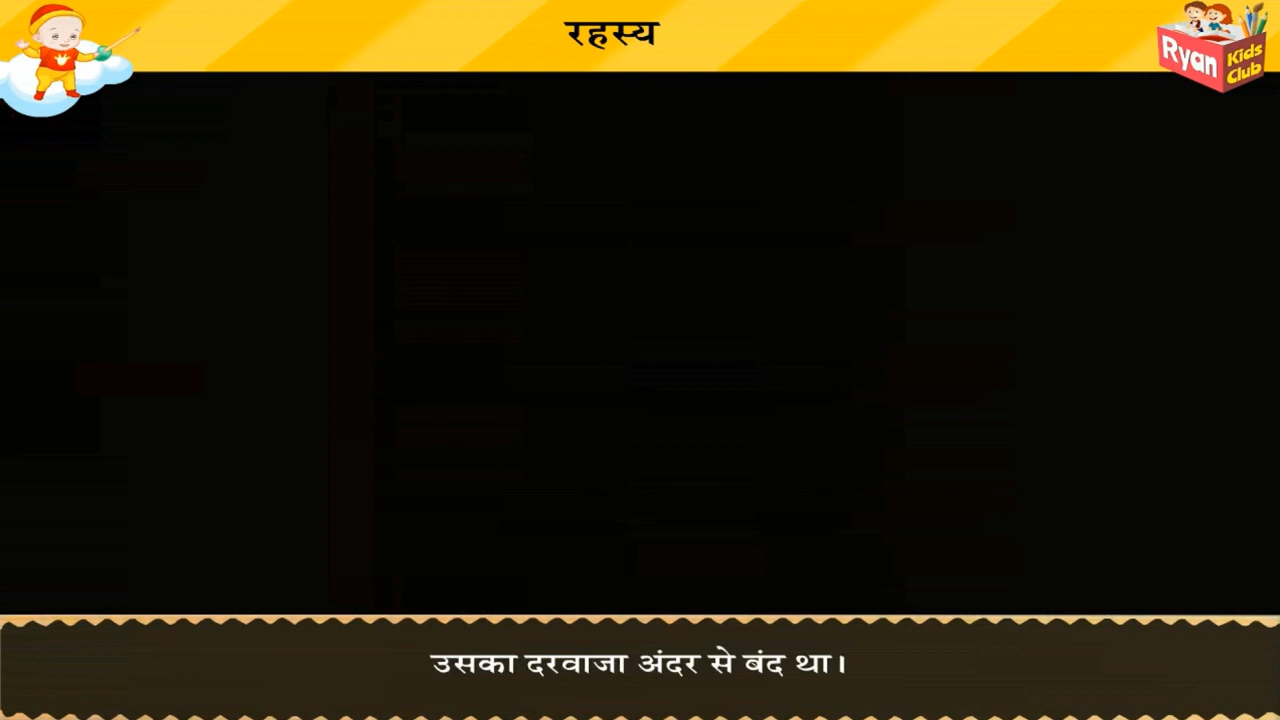 रहस्य
Ryan
Kids
Club
उसका दरवाजा अंदर से बंद था।